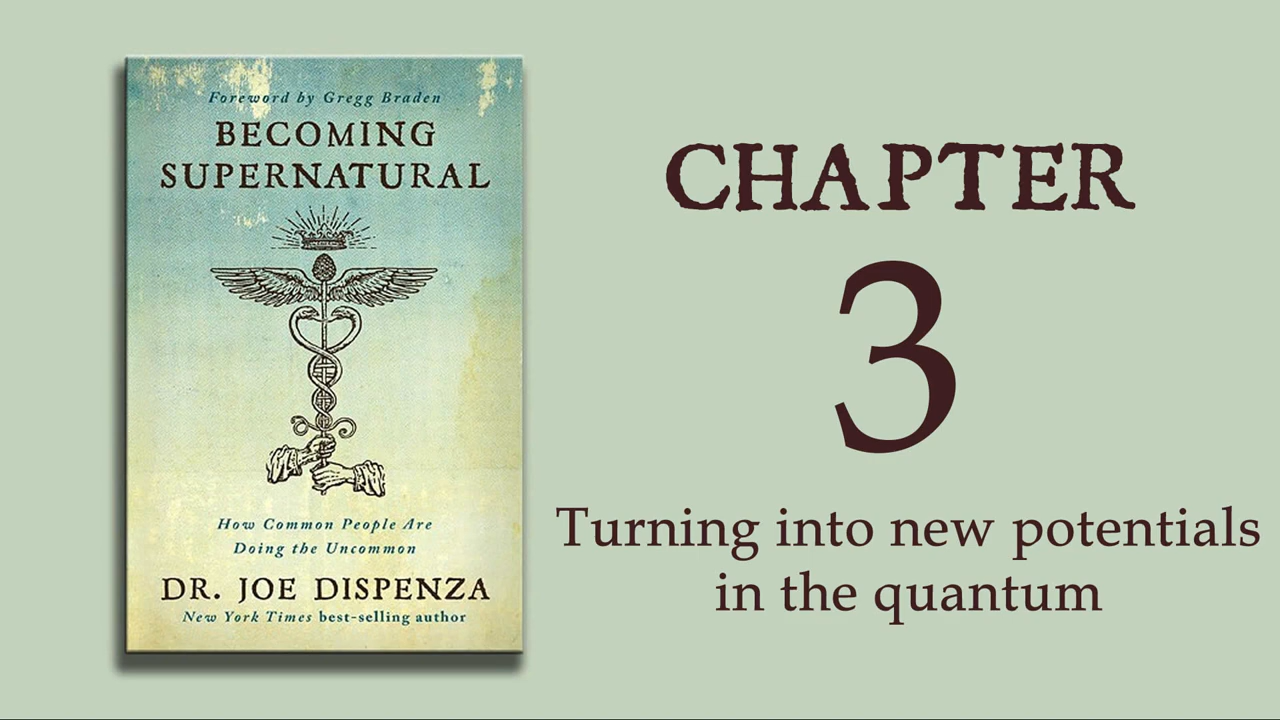 Foreword by Gregg Braden
BECOMING
SUPERNATURAL
How Common People Are
Doing the Uncommon
DR. JOE DISPENZA
New York Times best-selling author
CHAPTER
3
Turning into new potentials
in the quantum